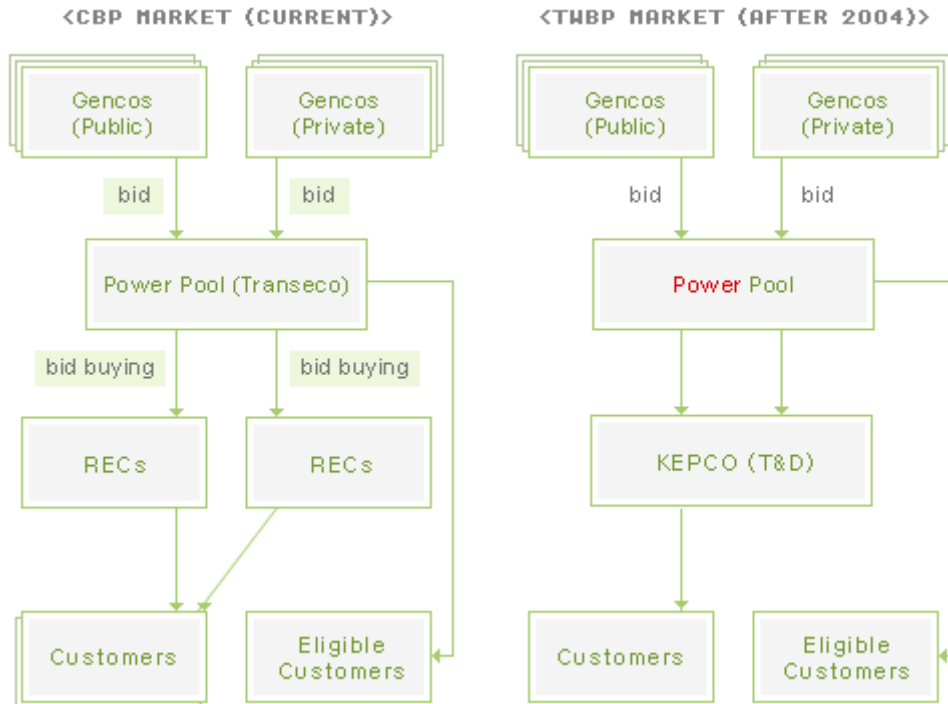 <CBP MARKET (CURRENT)>
Gencos
(Public)
Gencos
(Private)
bid
bid
Power Pool (Transeco)
bid buying
bid buying
RECs
RECs
Customers
Eligible
Customers
<TWBP MARKET (AFTER 2004)>
Gencos
(Public)
Gencos
(Private)
bid
bid
Power Pool
KEPCO (T&D)
Customers
Eligible
Customers